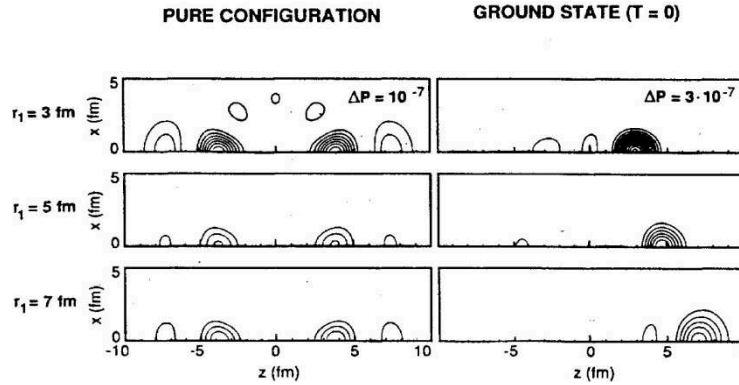 PURE CONFIGURATION GROUND STATE (T = 0)
5 ΔP = 10⁻⁷ ΔP = 3·10⁻⁷
r₁ = 3 fm x (fm)
0
5
r₁ = 5 fm x (fm)
0
5
r₁ = 7 fm x (fm)
0
-10 -5 0 5 10 -5 0 5
z (fm) z (fm)